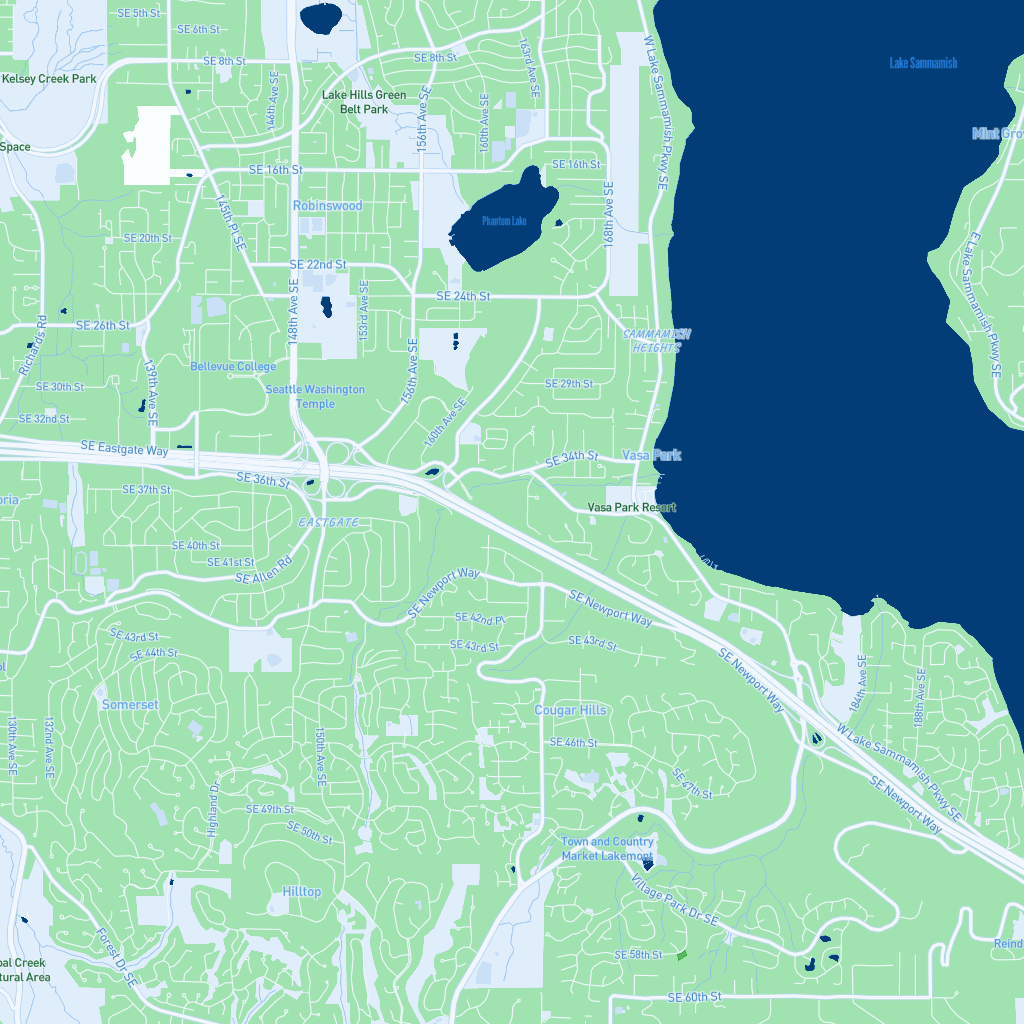 SE 5th St
SE 6th St
SE 8th St
SE 8th St
163rd Ave SE
W Lake Sammamish Pkwy SE
Lake Sammamish
Kelsey Creek Park
146th Ave SE
Lake Hills Green
Belt Park
156th Ave SE
160th Ave SE
Mint Gro
Space
SE 16th St
SE 16th St
145th Pl SE
Robinswood
Phantom Lake
168th Ave SE
SE 20th St
E Lake Sammamish Pkwy SE
SE 22nd St
148th Ave SE
153rd Ave SE
SE 24th St
Richards Rd
SE 26th St
SAMMAMISH
HEIGHTS
139th Ave SE
Bellevue College
156th Ave SE
SE 29th St
SE 30th St
Seattle Washington
Temple
160th Ave SE
SE 32nd St
SE Eastgate Way
SE 34th St
Vasa Park
SE 36th St
SE 37th St
oria
Vasa Park Resort
EASTGATE
SE 40th St
SE 41st St
SE Allen Rd
SE Newport Way
SE Newport Way
SE 42nd Pl
SE 43rd St
SE 43rd St
SE 43rd St
SE 44th St
SE Newport Way
184th Ave SE
188th Ave SE
ol
Somerset
Cougar Hills
130th Ave SE
132nd Ave SE
150th Ave SE
SE 46th St
W Lake Sammamish Pkwy SE
SE 47th St
SE Newport Way
Highland Dr
SE 49th St
SE 50th St
Town and Country
Market Lakemont
Hilltop
Village Park Dr SE
Forest Dr SE
Reind
SE 58th St
oal Creek
tural Area
SE 60th St